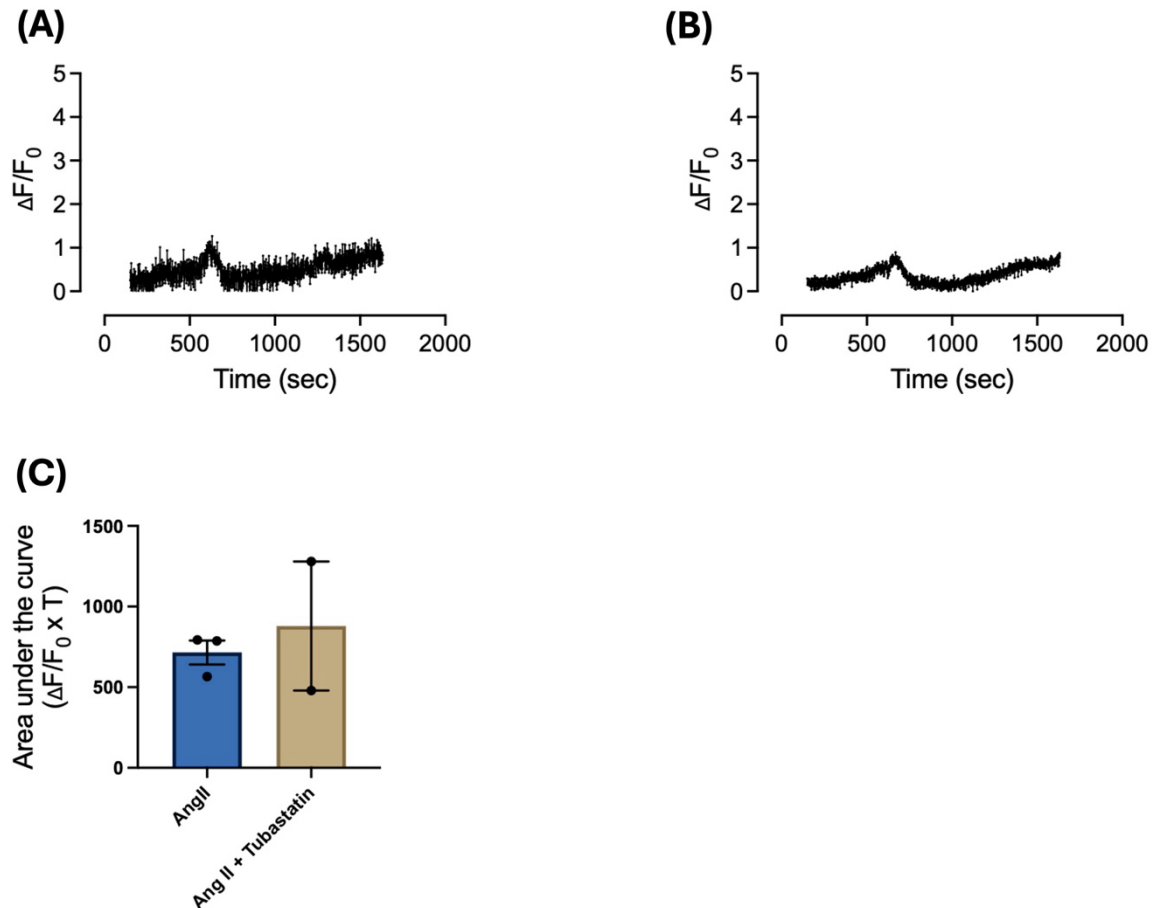 (A)
5
4
3
2
1
0
ΔF/F0
0 500 1000 1500 2000
Time (sec)
(B)
5
4
3
2
1
0
ΔF/F0
0 500 1000 1500 2000
Time (sec)
(C)
1500
1000
500
0
Area under the curve
(ΔF/F0 x T)
AngII
Ang II + Tubastatin